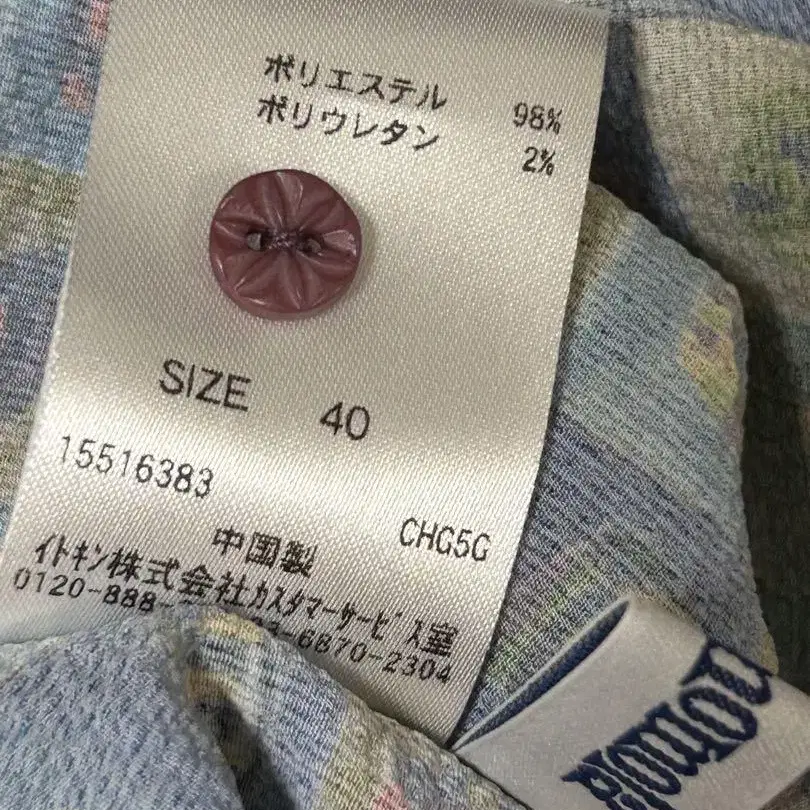 ポリエステル 98%
ポリウレタン 2%
SIZE 40
15516383
CHG5G
中国製
イトキン株式会社カスタマーサービス室
0120-888-
-6870-2304